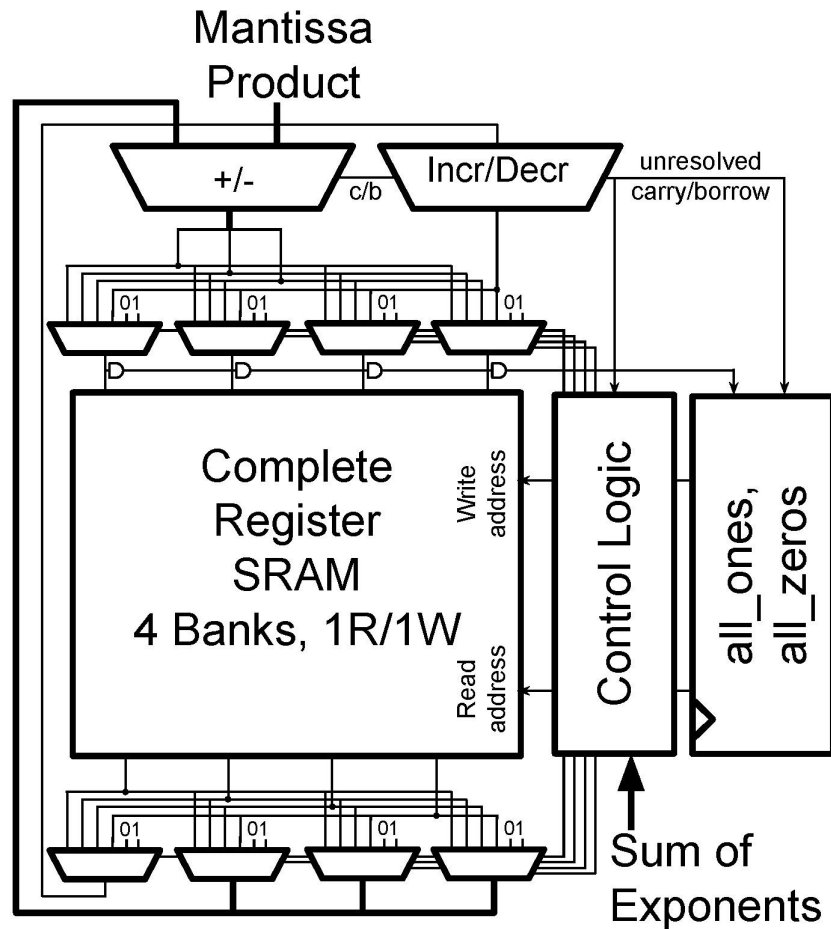 Mantissa
Product
+/-
c/b
Incr/Decr
unresolved
carry/borrow
01
01
01
01
Complete
Register
SRAM
4 Banks, 1R/1W
Write
address
Read
address
Control Logic
all_ones,
all_zeros
01
01
01
01
Sum of
Exponents